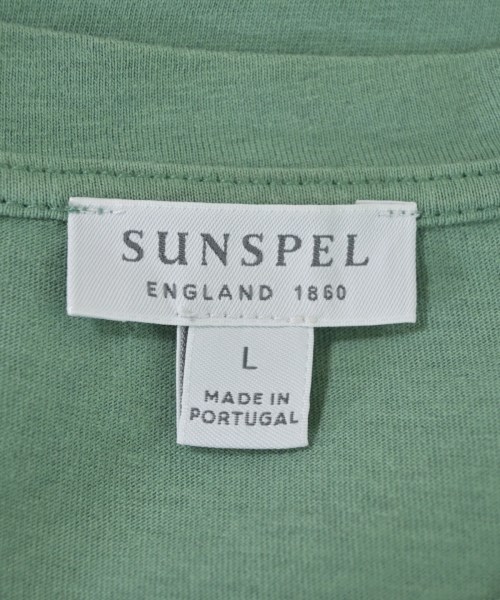 SUNSPEL
ENGLAND 1860
L
MADE IN
PORTUGAL